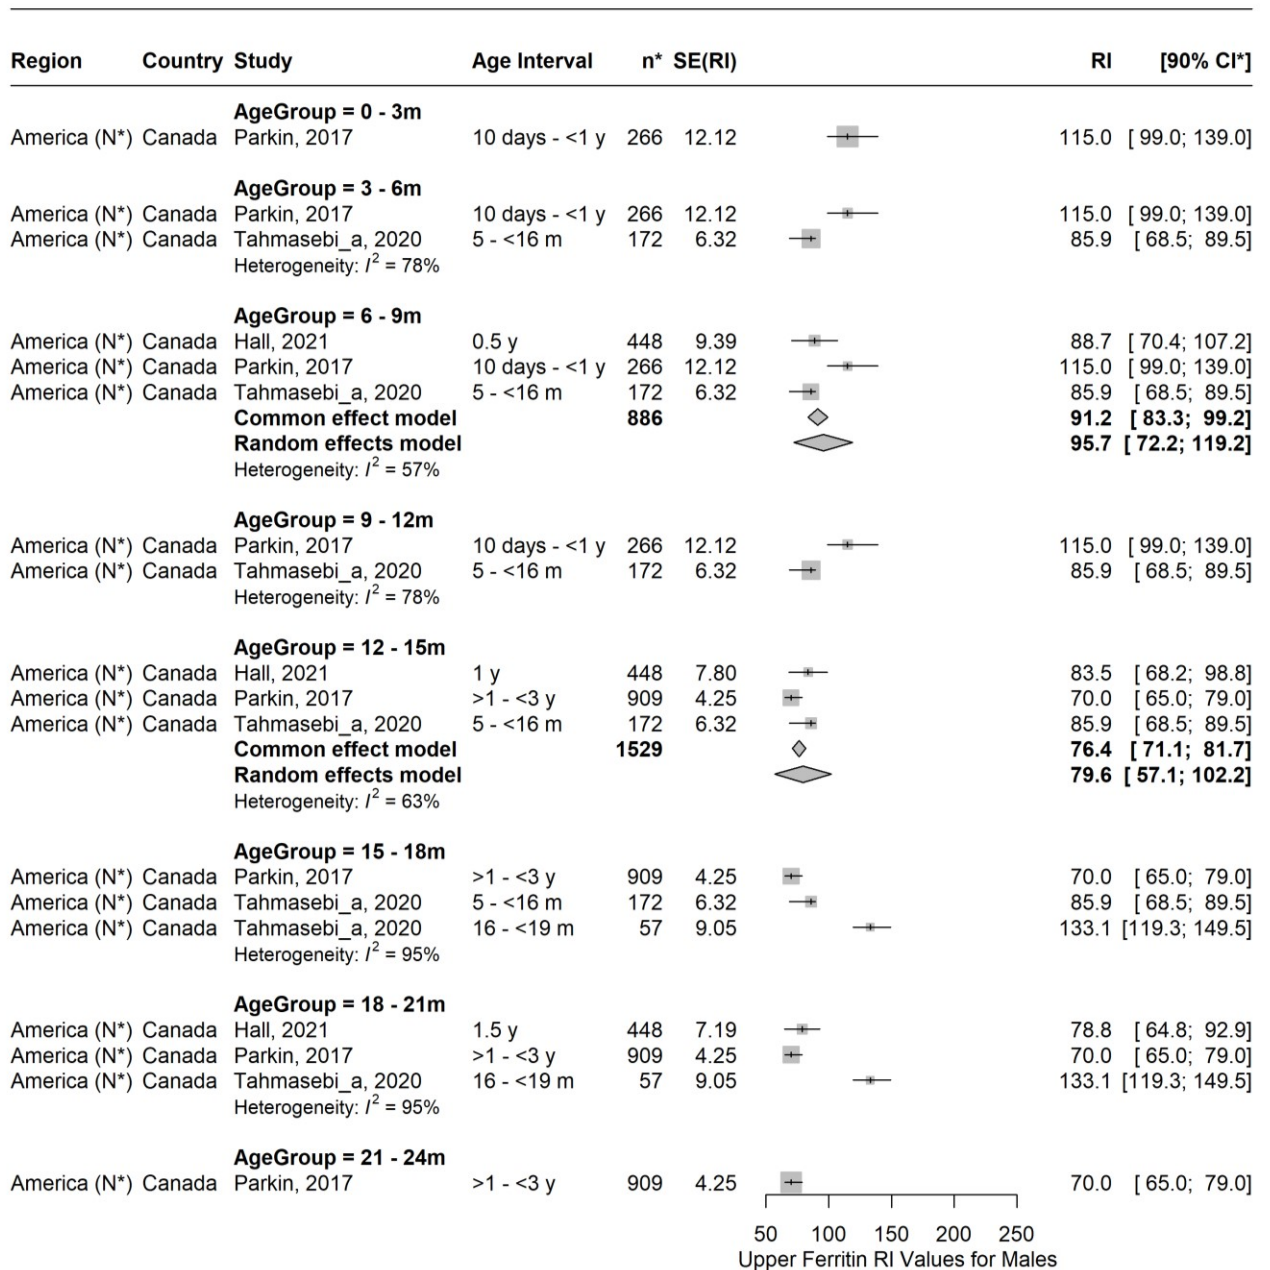 Region Country Study Age Interval n* SE(RI) RI [90% CI*]
AgeGroup = 0 - 3m
America (N*) Canada Parkin, 2017 10 days - <1 y 266 12.12 115.0 [ 99.0; 139.0]
AgeGroup = 3 - 6m
America (N*) Canada Parkin, 2017 10 days - <1 y 266 12.12 115.0 [ 99.0; 139.0]
America (N*) Canada Tahmasebi_a, 2020 5 - <16 m 172 6.32 85.9 [ 68.5; 89.5]
Heterogeneity: I² = 78%
AgeGroup = 6 - 9m
America (N*) Canada Hall, 2021 0.5 y 448 9.39 88.7 [ 70.4; 107.2]
America (N*) Canada Parkin, 2017 10 days - <1 y 266 12.12 115.0 [ 99.0; 139.0]
America (N*) Canada Tahmasebi_a, 2020 5 - <16 m 172 6.32 85.9 [ 68.5; 89.5]
Common effect model 886 91.2 [ 83.3; 99.2]
Random effects model 95.7 [ 72.2; 119.2]
Heterogeneity: I² = 57%
AgeGroup = 9 - 12m
America (N*) Canada Parkin, 2017 10 days - <1 y 266 12.12 115.0 [ 99.0; 139.0]
America (N*) Canada Tahmasebi_a, 2020 5 - <16 m 172 6.32 85.9 [ 68.5; 89.5]
Heterogeneity: I² = 78%
AgeGroup = 12 - 15m
America (N*) Canada Hall, 2021 1 y 448 7.80 83.5 [ 68.2; 98.8]
America (N*) Canada Parkin, 2017 >1 - <3 y 909 4.25 70.0 [ 65.0; 79.0]
America (N*) Canada Tahmasebi_a, 2020 5 - <16 m 172 6.32 85.9 [ 68.5; 89.5]
Common effect model 1529 76.4 [ 71.1; 81.7]
Random effects model 79.6 [ 57.1; 102.2]
Heterogeneity: I² = 63%
AgeGroup = 15 - 18m
America (N*) Canada Parkin, 2017 >1 - <3 y 909 4.25 70.0 [ 65.0; 79.0]
America (N*) Canada Tahmasebi_a, 2020 5 - <16 m 172 6.32 85.9 [ 68.5; 89.5]
America (N*) Canada Tahmasebi_a, 2020 16 - <19 m 57 9.05 133.1 [119.3; 149.5]
Heterogeneity: I² = 95%
AgeGroup = 18 - 21m
America (N*) Canada Hall, 2021 1.5 y 448 7.19 78.8 [ 64.8; 92.9]
America (N*) Canada Parkin, 2017 >1 - <3 y 909 4.25 70.0 [ 65.0; 79.0]
America (N*) Canada Tahmasebi_a, 2020 16 - <19 m 57 9.05 133.1 [119.3; 149.5]
Heterogeneity: I² = 95%
AgeGroup = 21 - 24m
America (N*) Canada Parkin, 2017 >1 - <3 y 909 4.25 70.0 [ 65.0; 79.0]
50 100 150 200 250
Upper Ferritin RI Values for Males